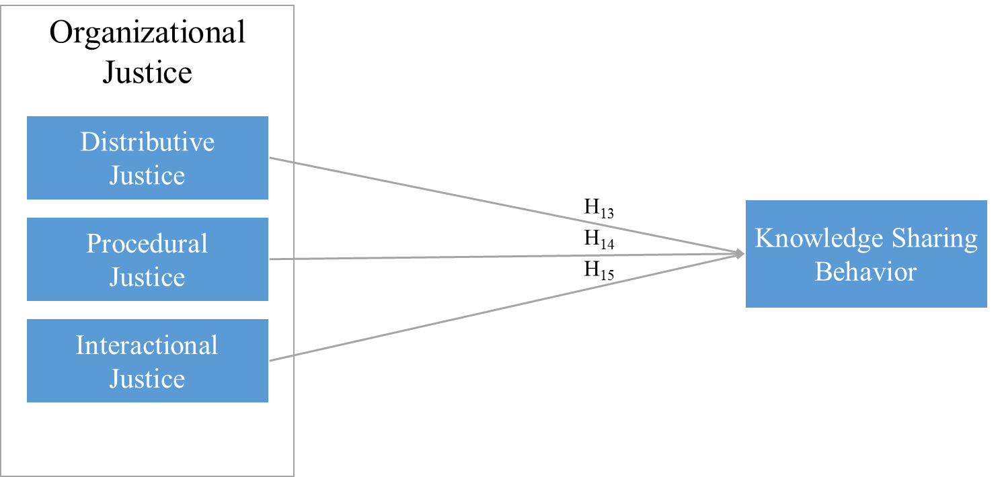 Organizational
Justice
Distributive
Justice
Procedural
Justice
Interactional
Justice
H₁₃
H₁₄
H₁₅
Knowledge Sharing
Behavior